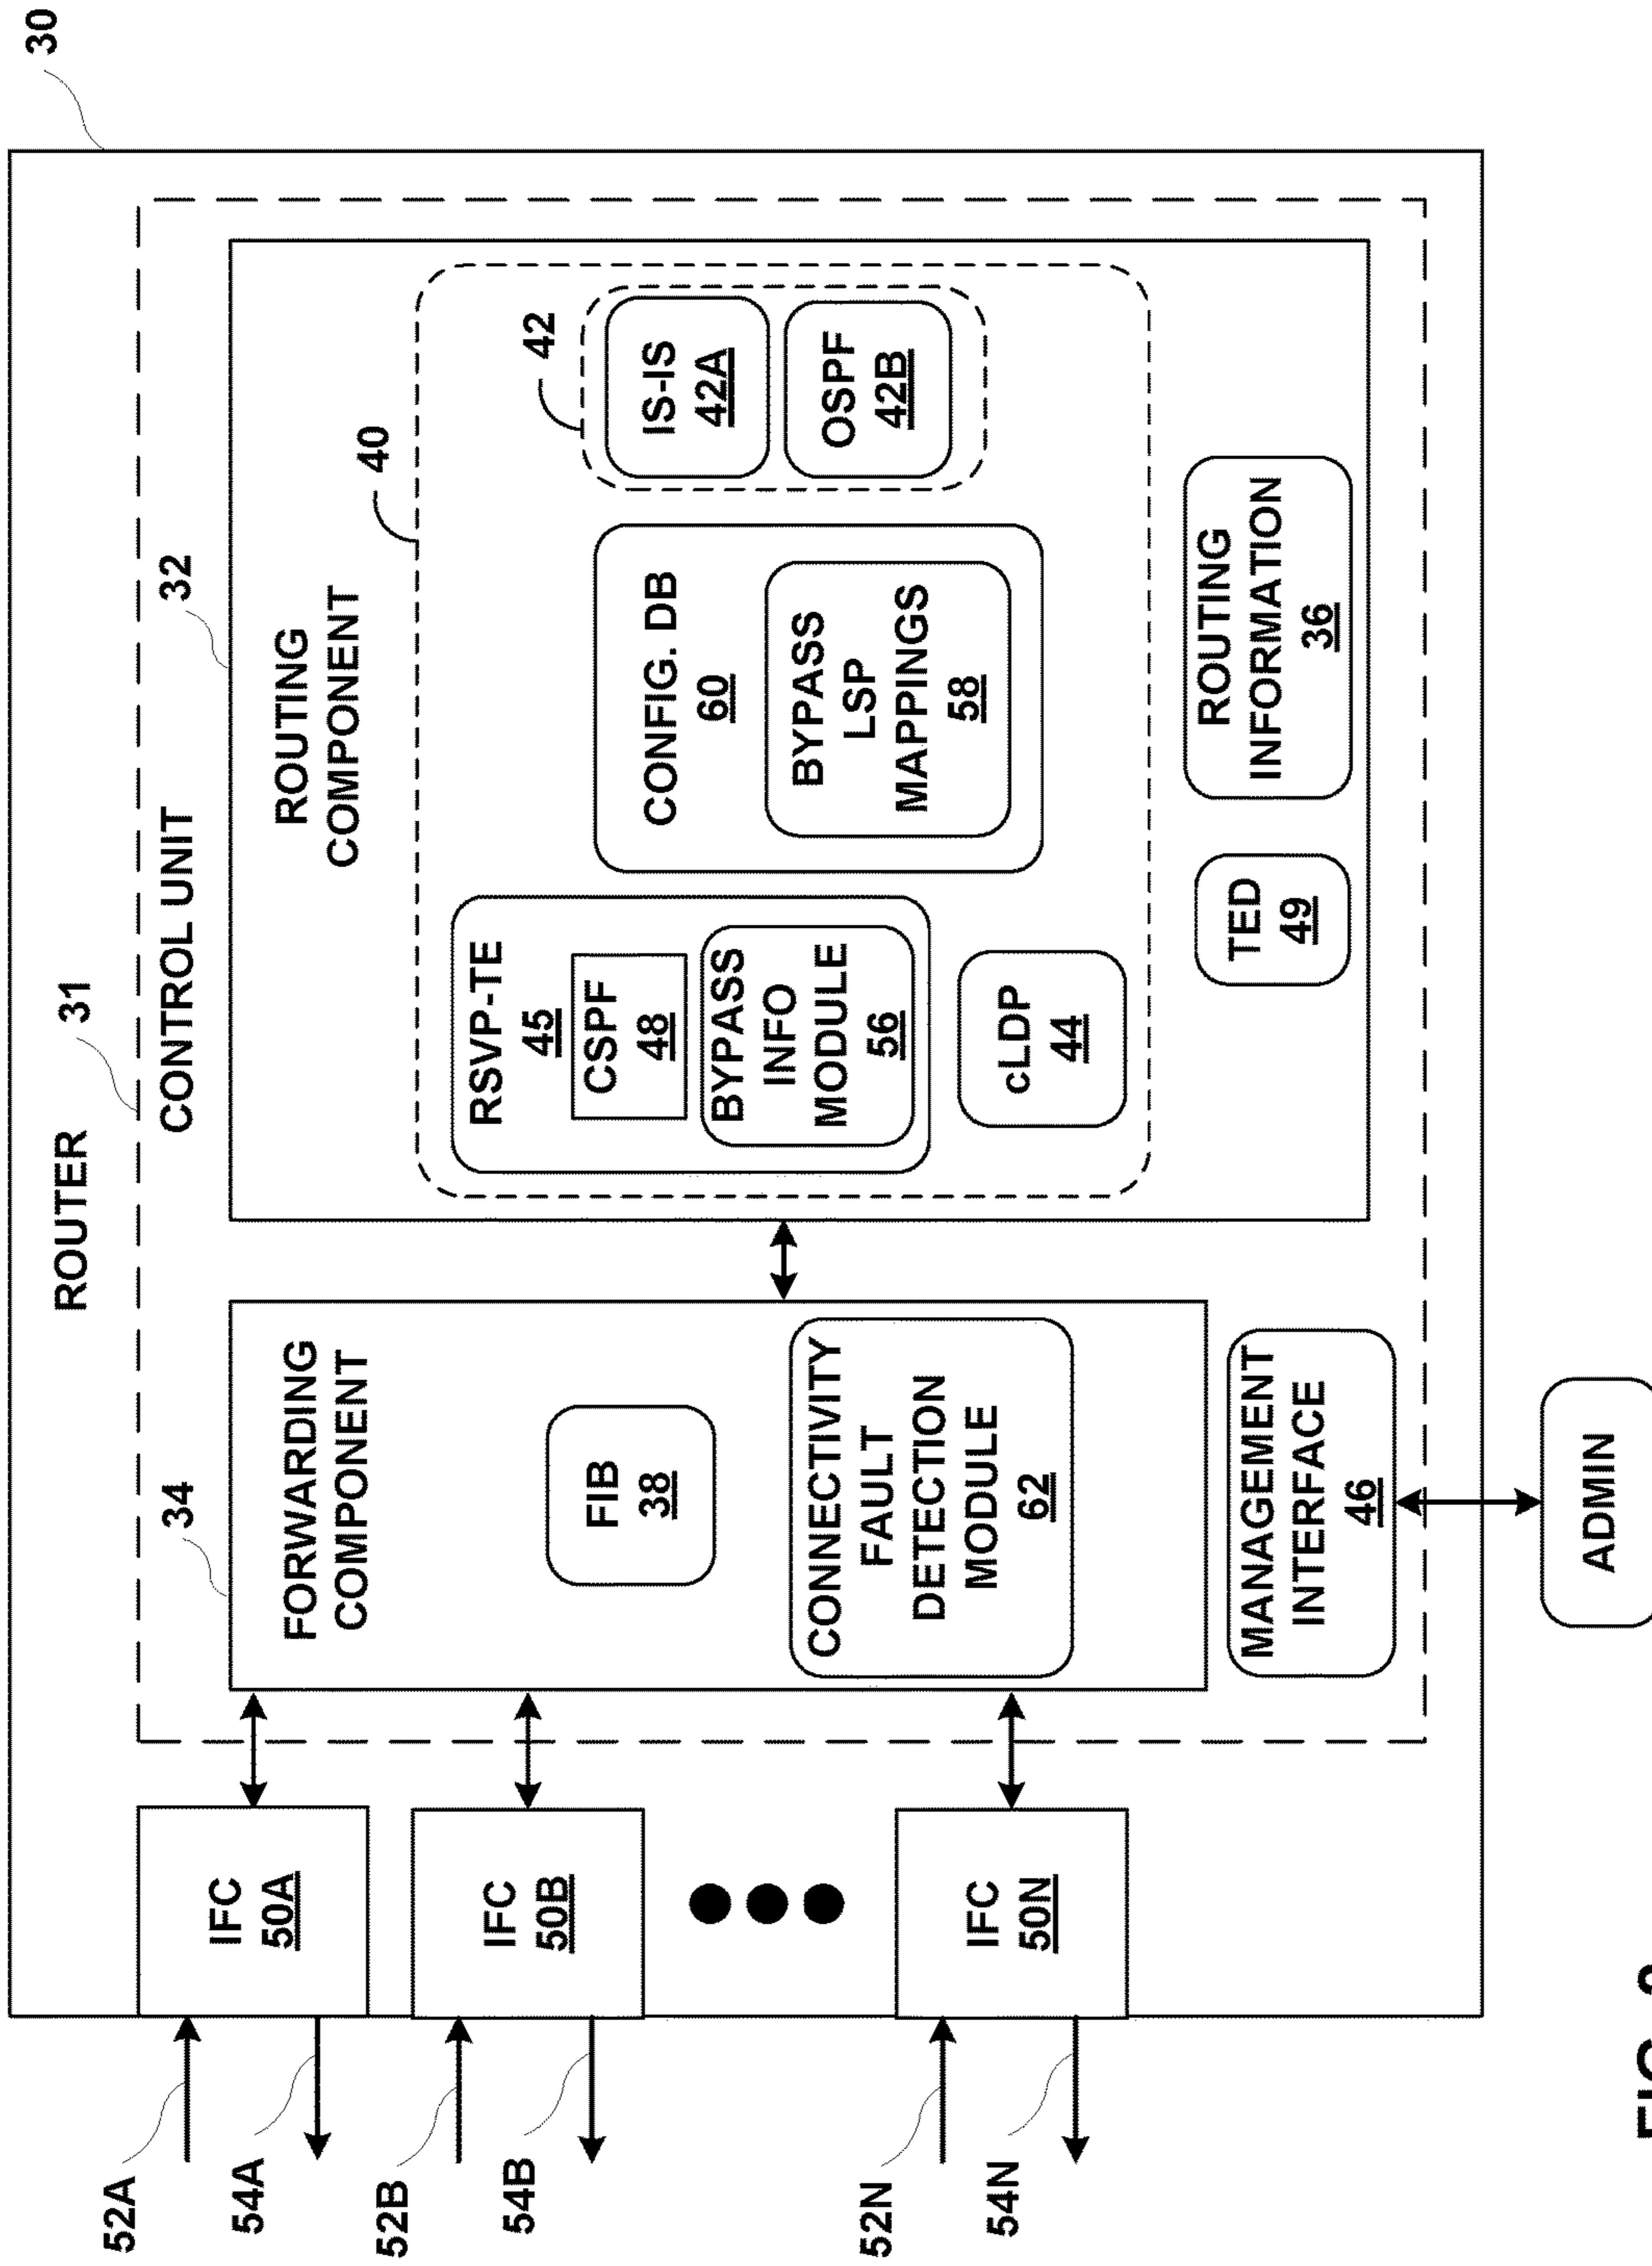 30
ROUTER
31
CONTROL UNIT
34
32
FORWARDING
COMPONENT
ROUTING
COMPONENT
40
RSVP-TE
45
CSPF
48
BYPASS
INFO
MODULE
56
cLDP
44
CONFIG. DB
60
BYPASS
LSP
MAPPINGS
58
42
IS-IS
42A
OSPF
42B
TED
49
ROUTING
INFORMATION
36
FIB
38
CONNECTIVITY
FAULT
DETECTION
MODULE
62
MANAGEMENT
INTERFACE
46
ADMIN
IFC
50A
IFC
50B
IFC
50N
52A
54A
52B
54B
52N
54N
FIG.